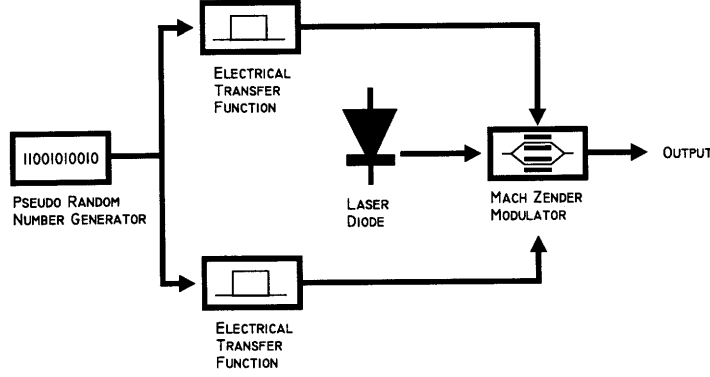 ELECTRICAL
TRANSFER
FUNCTION
11001010010
PSEUDO RANDOM
NUMBER GENERATOR
LASER
DIODE
MACH ZENDER
MODULATOR
OUTPUT
ELECTRICAL
TRANSFER
FUNCTION